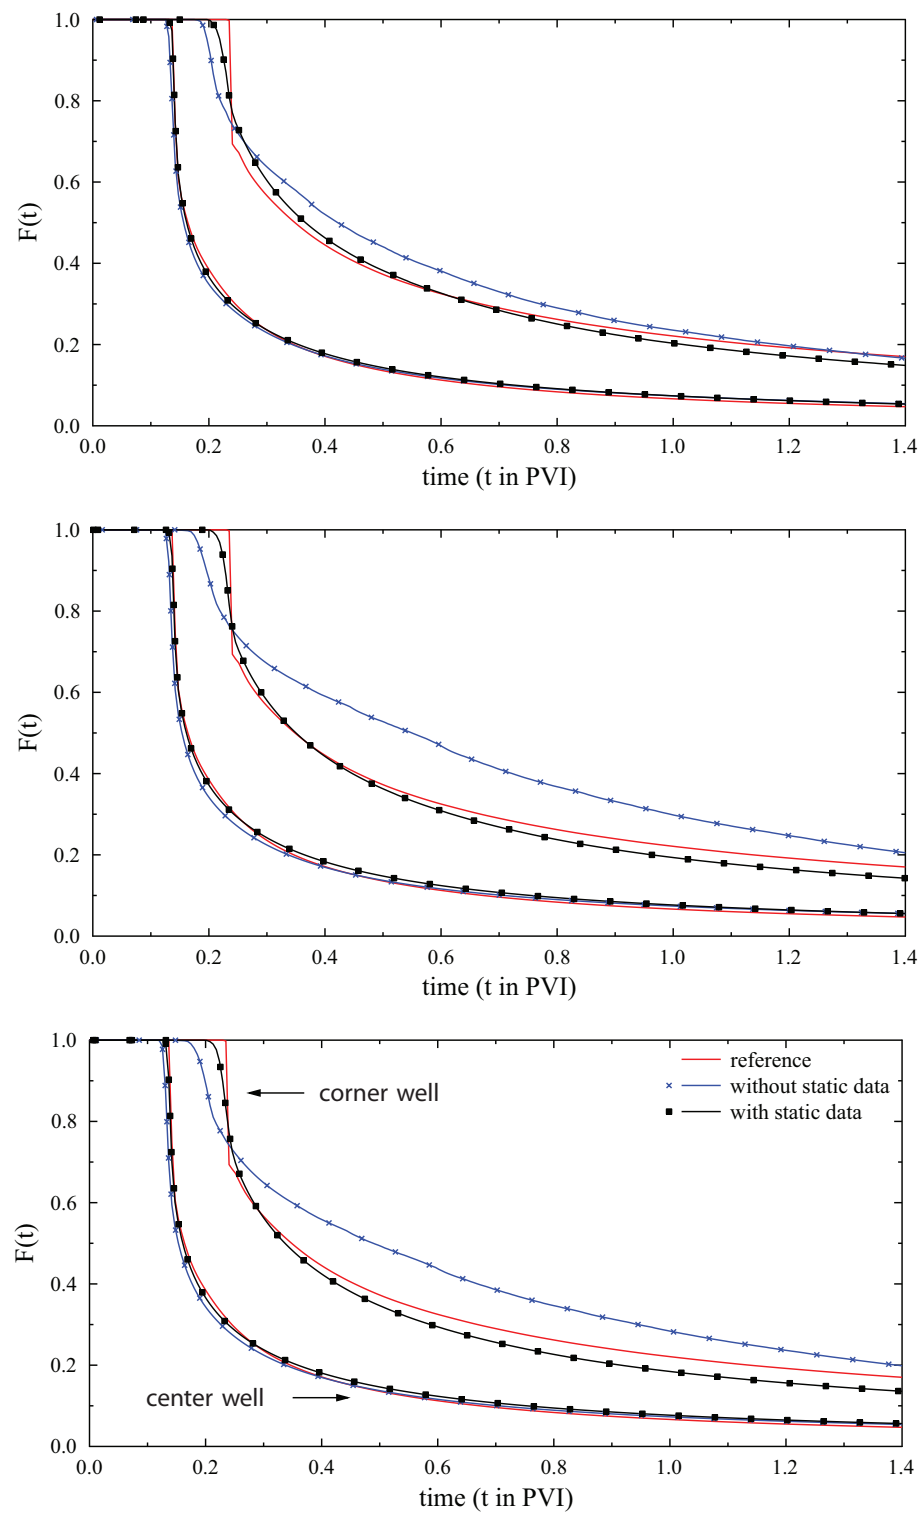 1.0
0.8
0.6
0.4
0.2
0.0
F(t)
0.0 0.2 0.4 0.6 0.8 1.0 1.2 1.4
time (t in PVI)
1.0
0.8
0.6
0.4
0.2
0.0
F(t)
0.0 0.2 0.4 0.6 0.8 1.0 1.2 1.4
time (t in PVI)
1.0
0.8
0.6
0.4
0.2
0.0
F(t)
reference
without static data
with static data
corner well
center well
0.0 0.2 0.4 0.6 0.8 1.0 1.2 1.4
time (t in PVI)